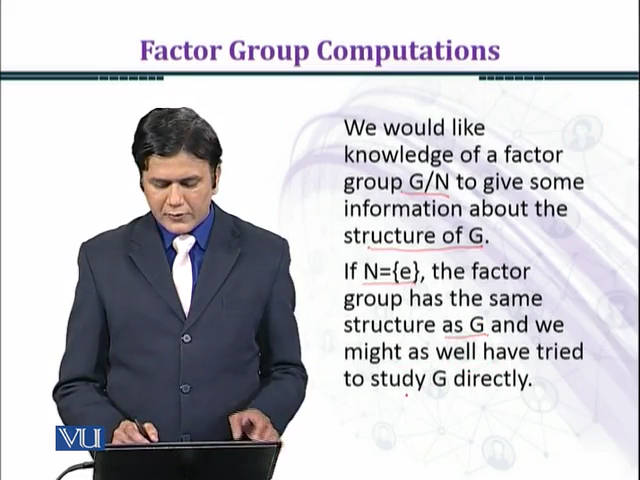 Factor Group Computations
We would like
knowledge of a factor
group G/N to give some
information about the
structure of G.
If N={e}, the factor
group has the same
structure as G and we
might as well have tried
to study G directly.
VU